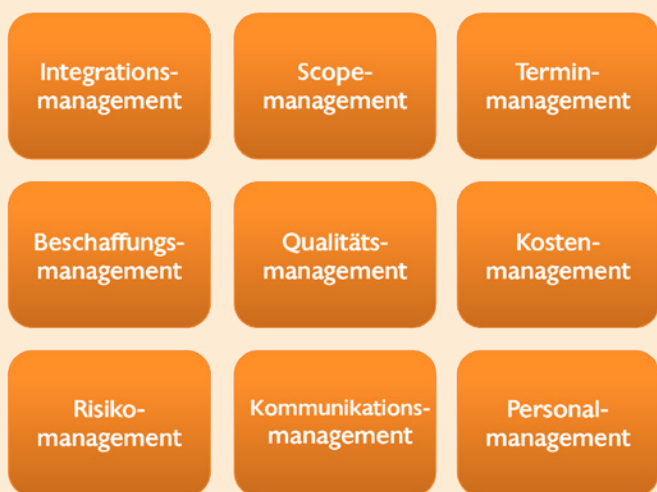 Integrations-
management
Scope-
management
Termin-
management
Beschaffungs-
management
Qualitäts-
management
Kosten-
management
Risiko-
management
Kommunikations-
management
Personal-
management